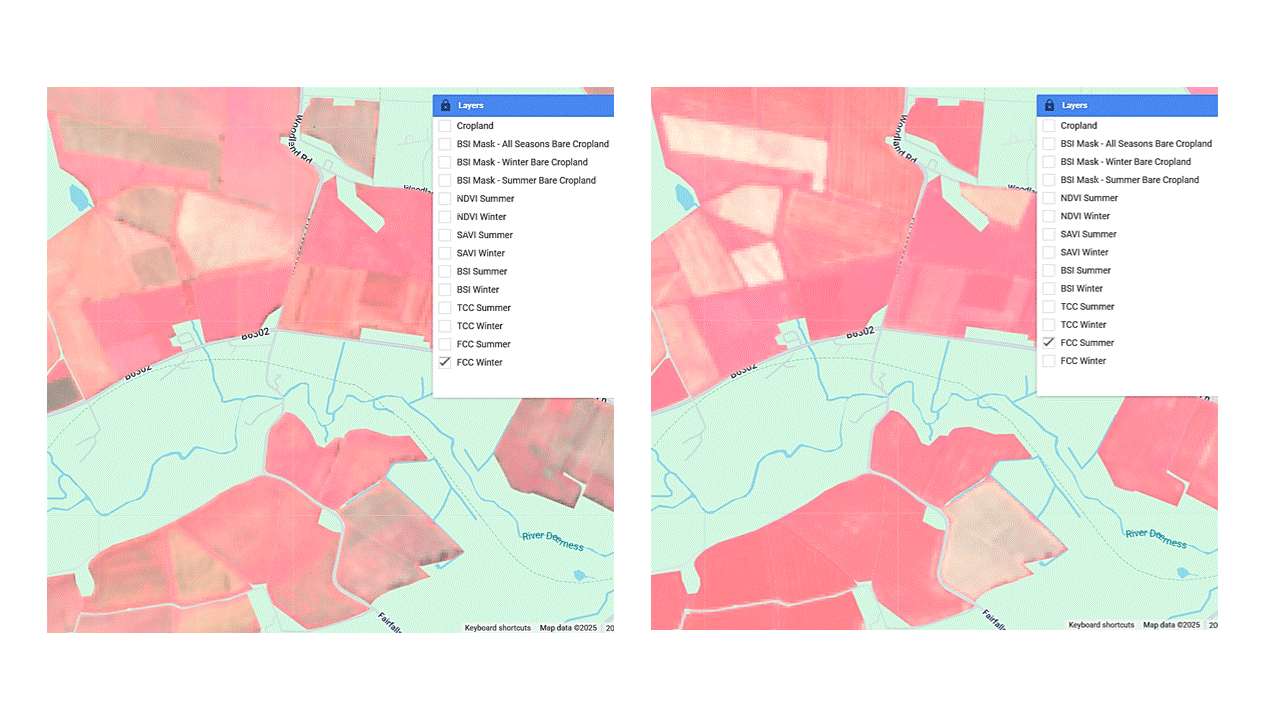 Layers
Cropland
BSI Mask - All Seasons Bare Cropland
BSI Mask - Winter Bare Cropland
BSI Mask - Summer Bare Cropland
NDVI Summer
NDVI Winter
SAVI Summer
SAVI Winter
BSI Summer
BSI Winter
TCC Summer
TCC Winter
FCC Summer
FCC Winter
Woodland Rd
Woodla
B6302
B6302
River Deerness
Fairfalls
Keyboard shortcuts
Map data ©2025
20
Layers
Cropland
BSI Mask - All Seasons Bare Cropland
BSI Mask - Winter Bare Cropland
BSI Mask - Summer Bare Cropland
NDVI Summer
NDVI Winter
SAVI Summer
SAVI Winter
BSI Summer
BSI Winter
TCC Summer
TCC Winter
FCC Summer
FCC Winter
Woodland Rd
Woodla
B6302
B6302
River Deerness
Keyboard shortcuts
Map data ©2025
20